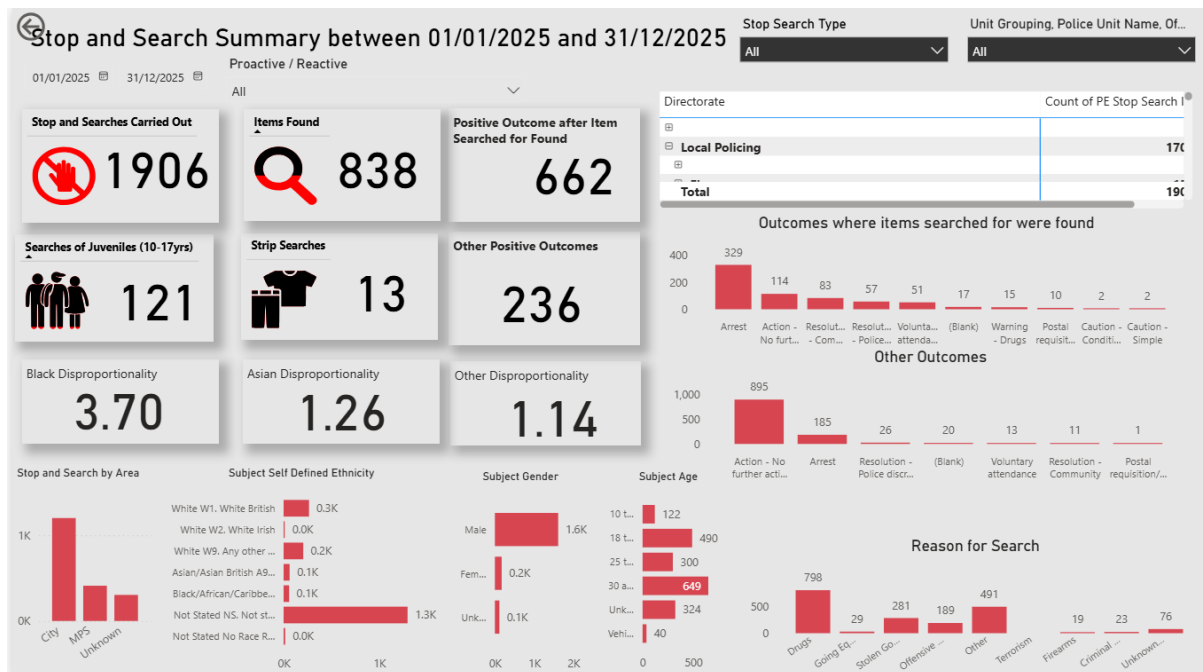 Stop and Search Summary between 01/01/2025 and 31/12/2025
Stop Search Type
All
Unit Grouping, Police Unit Name, Of...
All
01/01/2025
31/12/2025
Proactive / Reactive
All
Stop and Searches Carried Out
1906
Items Found
838
Positive Outcome after Item
Searched for Found
662
Directorate
Count of PE Stop Search I
Local Policing
170
Total
190
Searches of Juveniles (10-17yrs)
121
Strip Searches
13
Other Positive Outcomes
236
Black Disproportionality
3.70
Asian Disproportionality
1.26
Other Disproportionality
1.14
Outcomes where items searched for were found
400
200
0
329
114
83
57
51
17
15
10
2
2
Arrest
Action -
No furt...
Resolut...
- Com...
Resolut...
- Police...
Volunta...
attenda...
(Blank)
Warning
- Drugs
Postal
requisit...
Caution -
Conditi...
Caution -
Simple
Other Outcomes
1,000
500
0
895
185
26
20
13
11
1
Action - No
further acti...
Arrest
Resolution -
Police discr...
(Blank)
Voluntary
attendance
Resolution -
Community
Postal
requisition/...
Stop and Search by Area
1K
0K
City
MPS
Unknown
Subject Self Defined Ethnicity
White W1. White British
0.3K
White W2. White Irish
0.0K
White W9. Any other ...
0.2K
Asian/Asian British A9...
0.1K
Black/African/Caribbe...
0.1K
Not Stated NS. Not st...
1.3K
Not Stated No Race R...
0.0K
0K
1K
Subject Gender
Male
1.6K
Fem...
0.2K
Unk...
0.1K
0K
1K
2K
Subject Age
10 t...
122
18 t...
490
25 t...
300
30 a...
649
Unk...
324
Vehi...
40
0
500
Reason for Search
500
0
798
29
281
189
491
19
23
76
Drugs
Going Eq...
Stolen Go...
Offensive ...
Other
Terrorism
Firearms
Criminal ...
Unknown...